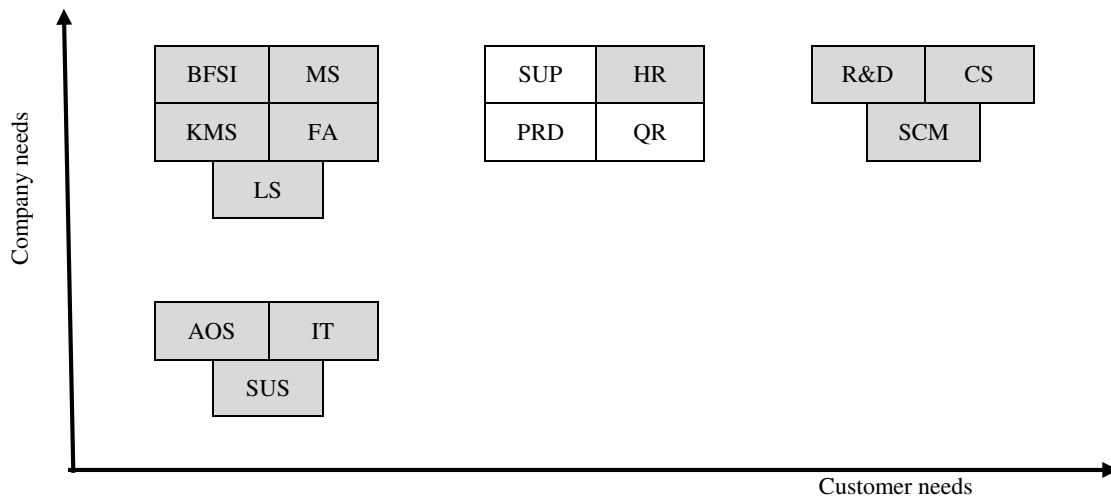 Company needs
BFSI MS
KMS FA
LS
SUP HR
PRD QR
R&D CS
SCM
AOS IT
SUS
Customer needs